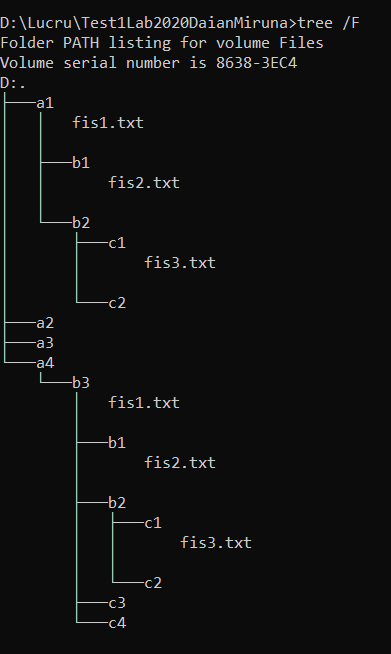 D:\Lucru\Test1Lab2020DaianMiruna>tree /F
Folder PATH listing for volume Files
Volume serial number is 8638-3EC4
D:.
├───a1
│   │   fis1.txt
│   │
│   ├───b1
│   │       fis2.txt
│   │
│   └───b2
│       ├───c1
│       │       fis3.txt
│       │
│       └───c2
├───a2
├───a3
└───a4
    └───b3
        │   fis1.txt
        │
        ├───b1
        │       fis2.txt
        │
        ├───b2
        │   ├───c1
        │   │       fis3.txt
        │   │
        │   └───c2
        ├───c3
        └───c4